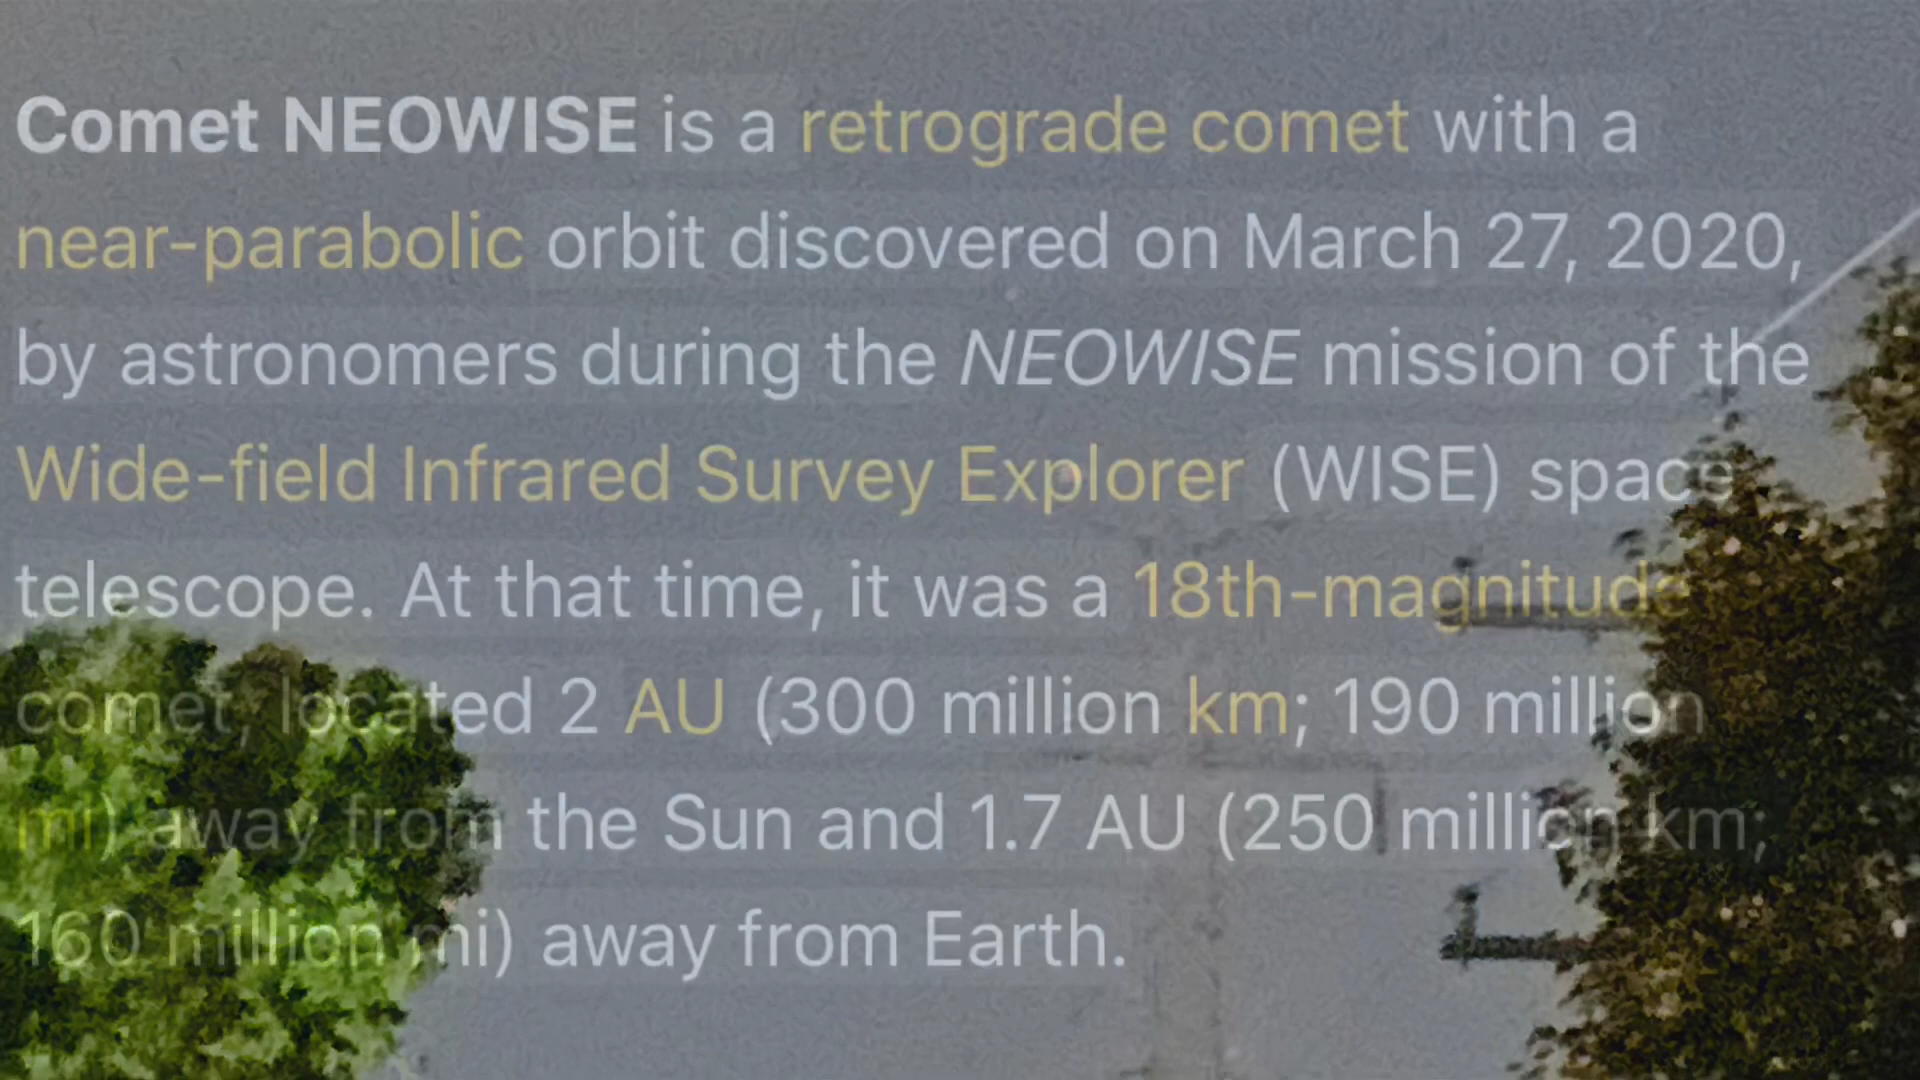 Comet NEOWISE is a retrograde comet with a
near-parabolic orbit discovered on March 27, 2020,
by astronomers during the NEOWISE mission of the
Wide-field Infrared Survey Explorer (WISE) space
telescope. At that time, it was a 18th-magnitude
comet, located 2 AU (300 million km; 190 million
mi) away from the Sun and 1.7 AU (250 million km;
160 million mi) away from Earth.